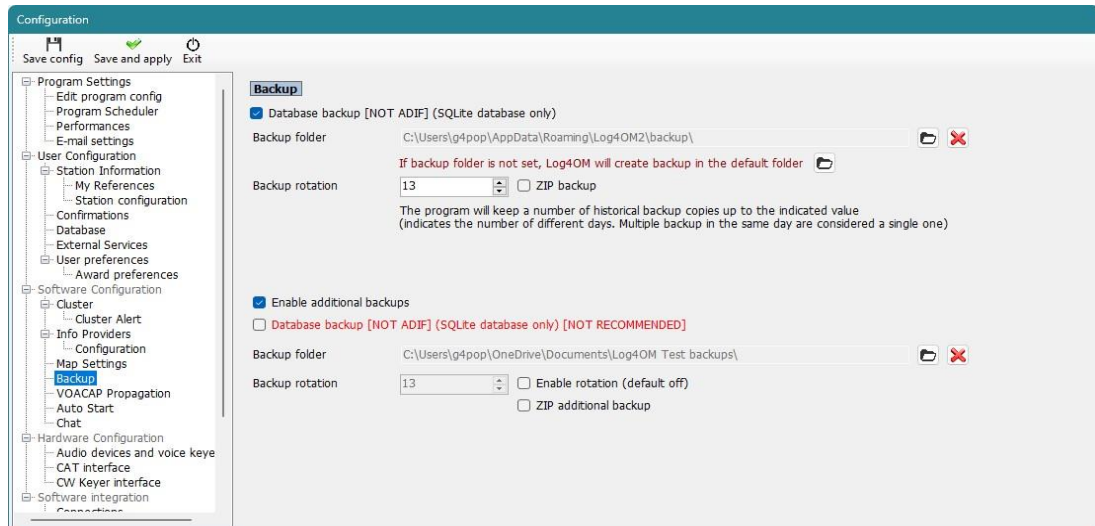 Configuration
Save config Save and apply Exit
Program Settings
Edit program config
Program Scheduler
Performances
E-mail settings
User Configuration
Station Information
My References
Station configuration
Confirmations
Database
External Services
User preferences
Award preferences
Software Configuration
Cluster
Cluster Alert
Info Providers
Configuration
Map Settings
Backup
VOACAP Propagation
Auto Start
Chat
Hardware Configuration
Audio devices and voice keye
CAT interface
CW Keyer interface
Software integration
Connections
Backup
Database backup [NOT ADIF] (SQLite database only)
Backup folder C:\Users\g4pop\AppData\Roaming\Log4OM2\backup\
If backup folder is not set, Log4OM will create backup in the default folder
Backup rotation 13 ZIP backup
The program will keep a number of historical backup copies up to the indicated value
(indicates the number of different days. Multiple backup in the same day are considered a single one)
Enable additional backups
Database backup [NOT ADIF] (SQLite database only) [NOT RECOMMENDED]
Backup folder C:\Users\g4pop\OneDrive\Documents\Log4OM Test backups\
Backup rotation 13 Enable rotation (default off)
ZIP additional backup